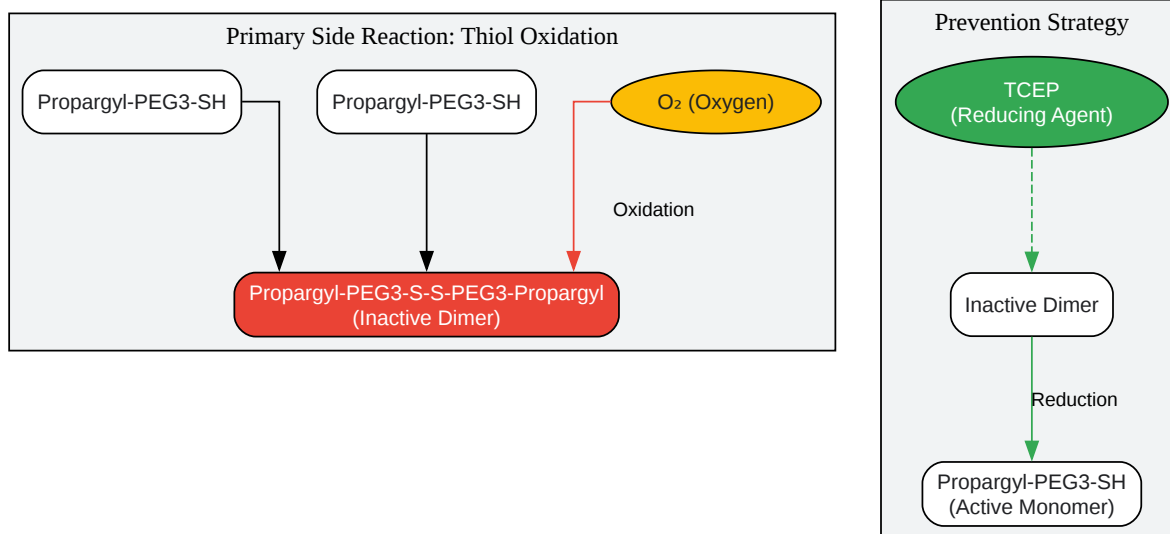 Primary Side Reaction: Thiol Oxidation
Propargyl-PEG3-SH
Propargyl-PEG3-SH
O₂ (Oxygen)
Oxidation
Propargyl-PEG3-S-S-PEG3-Propargyl
(Inactive Dimer)
Prevention Strategy
TCEP
(Reducing Agent)
Inactive Dimer
Reduction
Propargyl-PEG3-SH
(Active Monomer)